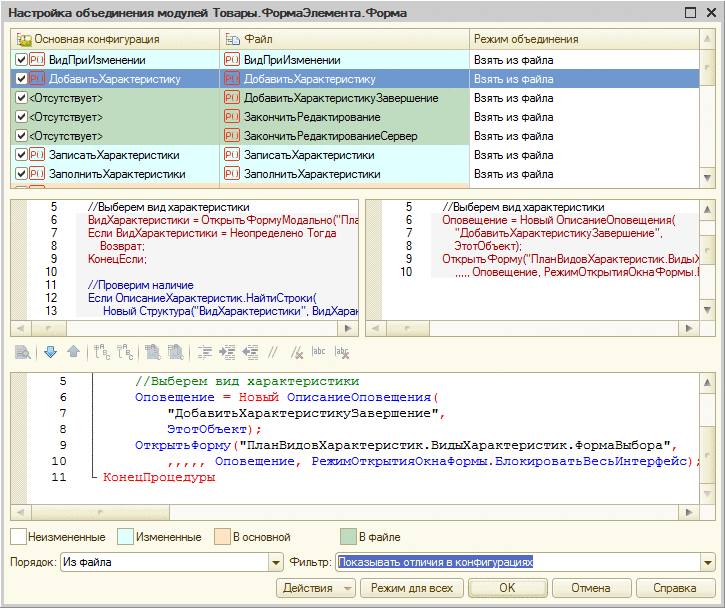 Настройка объединения модулей Товары.ФормаЭлемента.Форма
Основная конфигурация Файл Режим объединения
ВидПриИзменении ВидПриИзменении Взять из файла
ДобавитьХарактеристику ДобавитьХарактеристику Взять из файла
<Отсутствует> ДобавитьХарактеристикуЗавершение Взять из файла
<Отсутствует> ЗакончитьРедактирование Взять из файла
<Отсутствует> ЗакончитьРедактированиеСервер Взять из файла
ЗаписатьХарактеристики ЗаписатьХарактеристики Взять из файла
ЗаполнитьХарактеристики ЗаполнитьХарактеристики Взять из файла
5 //Выберем вид характеристики
6 ВидХарактеристики = ОткрытьФормуМодально("Пла
7 Если ВидХарактеристики = Неопределено Тогда
8 Возврат;
9 КонецЕсли;
10
11 //Проверим наличие
12 Если ОписаниеХарактеристик.НайтиСтроки(
13 Новый Структура("ВидХарактеристики", ВидХаран
5 //Выберем вид характеристики
6 Оповещение = Новый ОписаниеОповещения(
7 "ДобавитьХарактеристикуЗавершение",
8 ЭтотОбъект);
9 ОткрытьФорму("ПланВидовХарактеристик.ВидыХ
10 ,,,,, Оповещение, РежимОткрытияОкнаФормы.Б
5 //Выберем вид характеристики
6 Оповещение = Новый ОписаниеОповещения(
7 "ДобавитьХарактеристикуЗавершение",
8 ЭтотОбъект);
9 ОткрытьФорму("ПланВидовХарактеристик.ВидыХарактеристик.ФормаВыбора",
10 ,,,,, Оповещение, РежимОткрытияОкнаФормы.БлокироватьВесьИнтерфейс);
11 КонецПроцедуры
Неизмененные Измененные В основной В файле
Порядок: Из файла Фильтр: Показывать отличия в конфигурациях
Действия Режим для всех OK Отмена Справка